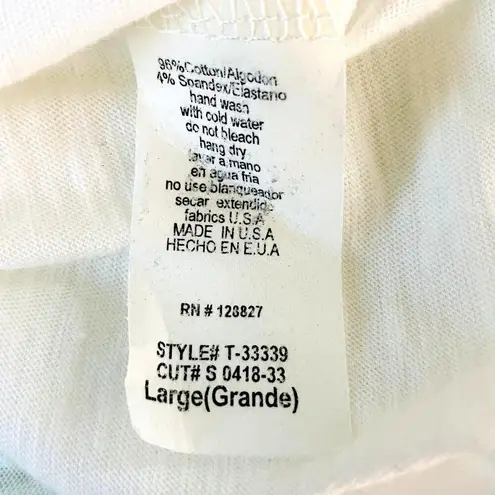 96%Cotton/Algodon
4% Spandex/Elastano
hand wash
with cold water
do not bleach
hang dry
lavar a mano
en agua fria
no use blanqueador
secar extendido
fabrics U.S.A
MADE IN U.S.A
HECHO EN E.U.A
RN # 128827
STYLE# T-33339
CUT# S 0418-33
Large(Grande)